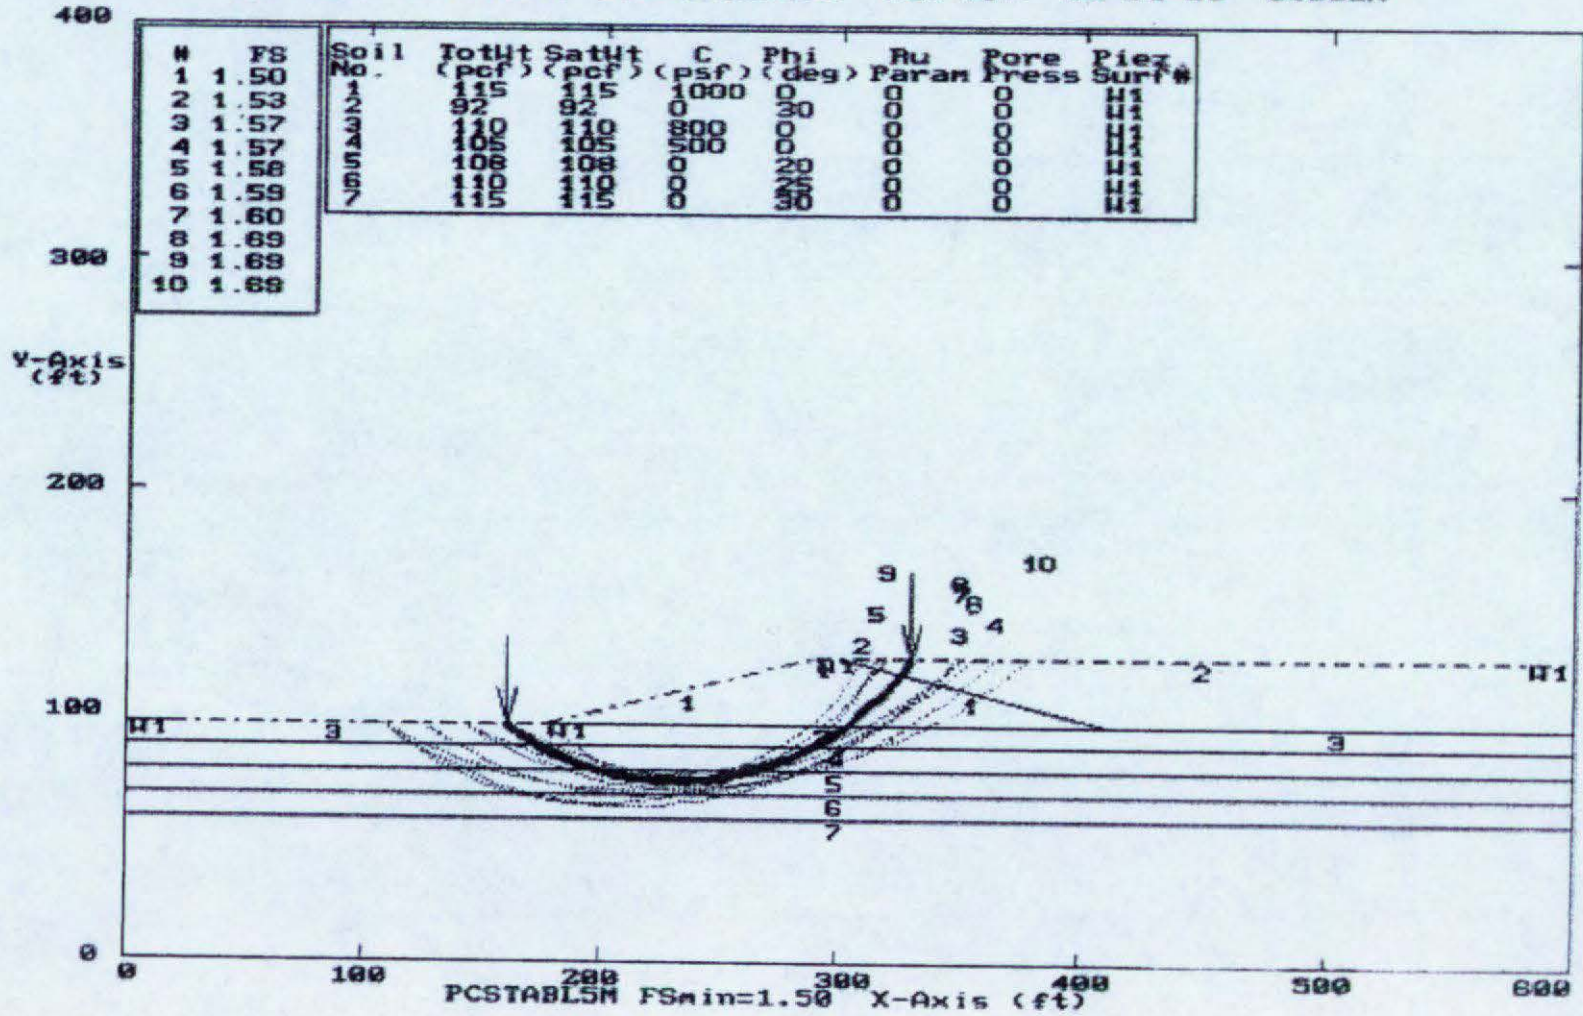 400
# FS
1 1.50
2 1.53
3 1.57
4 1.57
5 1.58
6 1.59
7 1.60
8 1.69
9 1.69
10 1.69
Soil TotWt SatWt C Phi Ru Pore Piez
No. (pcf) (pcf) (psf) (deg) Param Press Surf#
1 115 115 1000 0 0 0 W1
2 92 92 0 30 0 0 W1
3 110 110 800 0 0 0 W1
4 105 105 500 0 0 0 W1
5 108 108 0 20 0 0 W1
6 110 110 0 25 0 0 W1
7 115 115 0 30 0 0 W1
300
Y-Axis
(ft)
200
10
9
8
7
6
5
4
3
2
1
2
W1
1
1
100
W1
3
W1
3
4
5
6
7
0
0 100 200 300 400 500 600
PCSTABL5M FSmin=1.50 X-Axis (ft)